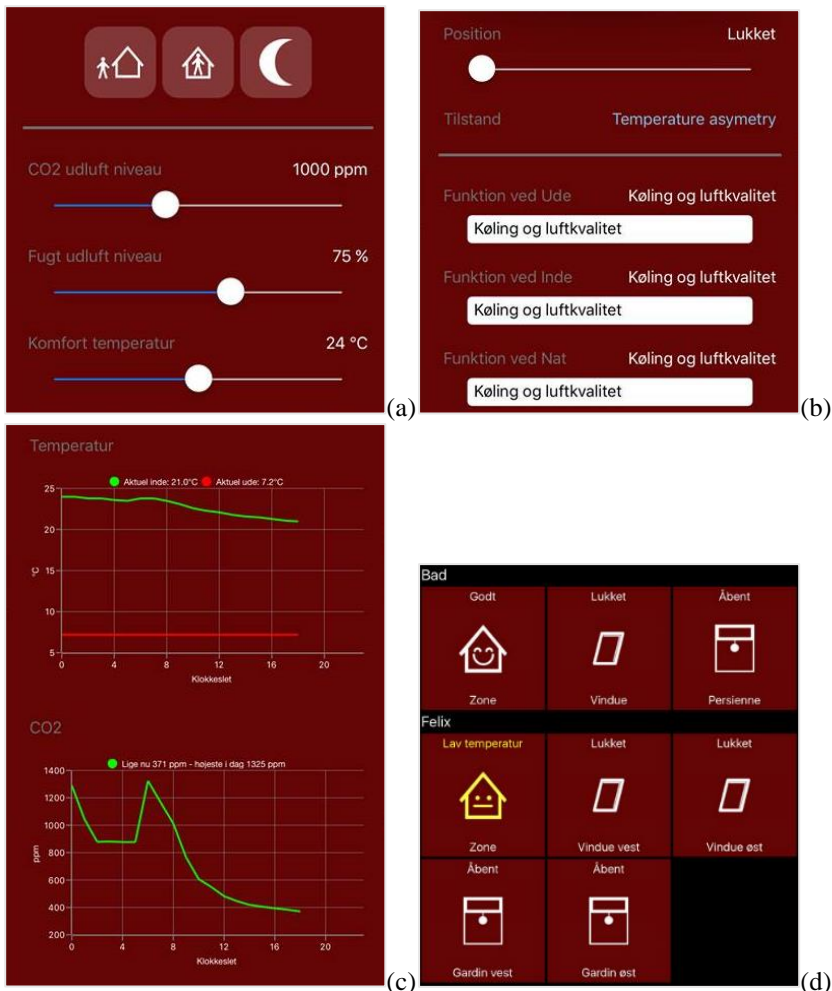 CO2 udluft niveau 1000 ppm
Fugt udluft niveau 75 %
Komfort temperatur 24 °C
(a)
Position Lukket
Tilstand Temperature asymetry
Funktion ved Ude Køling og luftkvalitet
Køling og luftkvalitet
Funktion ved Inde Køling og luftkvalitet
Køling og luftkvalitet
Funktion ved Nat Køling og luftkvalitet
Køling og luftkvalitet
(b)
Temperatur
Aktuel inde: 21.0°C Aktuel ude: 7.2°C
25
20
°C
15
10
5
0 4 8 12 16 20
Klokkeslet
CO2
Lige nu 371 ppm - højeste i dag 1325 ppm
1400
1200
1000
ppm
800
600
400
200
0 4 8 12 16 20
Klokkeslet
(c)
Bad
Godt Lukket Åbent
Zone Vindue Persienne
Felix
Lav temperatur Lukket Lukket
Zone Vindue vest Vindue øst
Åbent Åbent
Gardin vest Gardin øst
(d)